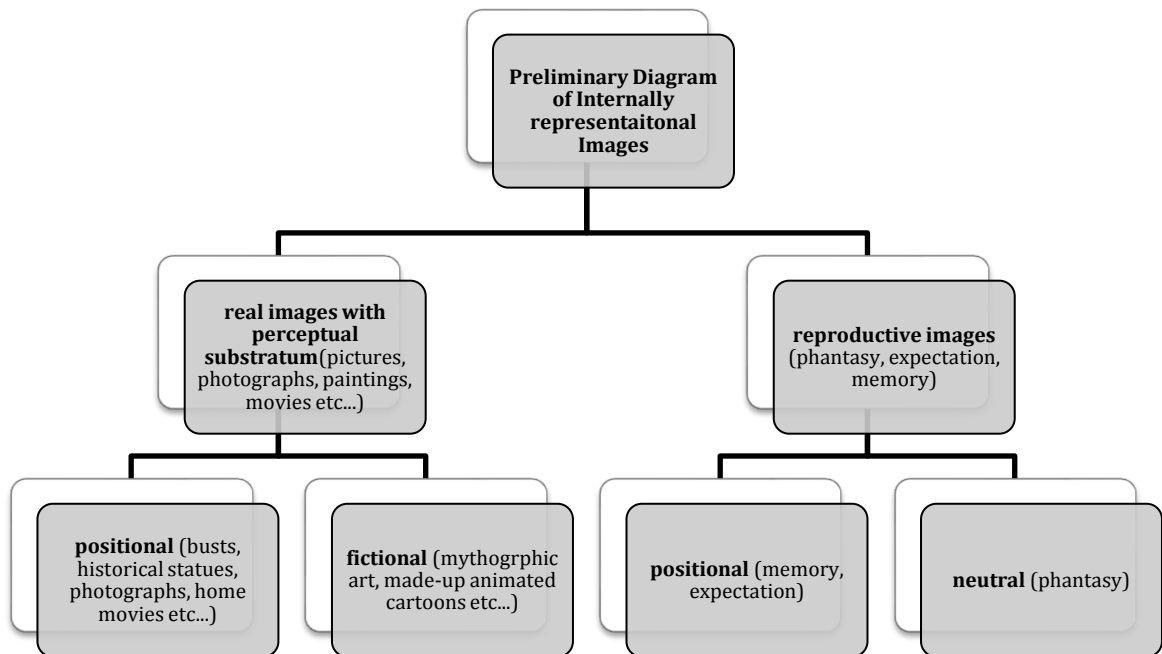 Preliminary Diagram
of Internally
representaitonal
Images
real images with
perceptual
substratum(pictures,
photographs, paintings,
movies etc...)
reproductive images
(phantasy, expectation,
memory)
positional (busts,
historical statues,
photographs, home
movies etc...)
fictional (mythogrphic
art, made-up animated
cartoons etc...)
positional (memory,
expectation)
neutral (phantasy)